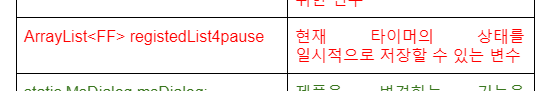 위한 변수
ArrayList<FF> registedList4pause
현재 타이머의 상태를
일시적으로 저장할 수 있는 변수
static MsDialog msDialog;
제품을 변경하는 기능을